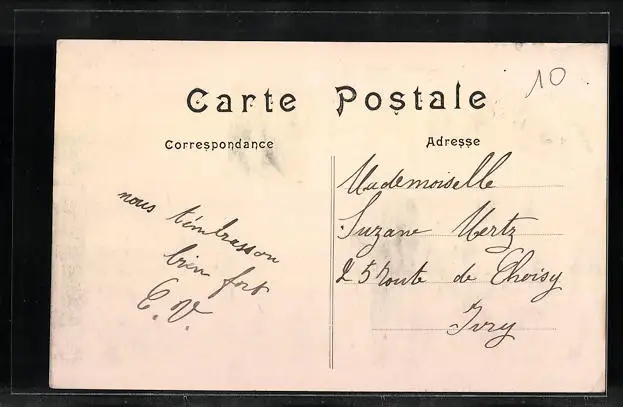 10
Carte Postale
Correspondance
Adresse
nous t'embrasson
bien fort
E.V.
Mademoiselle
Suzane Mertz
25 Route de Choisy
Ivry